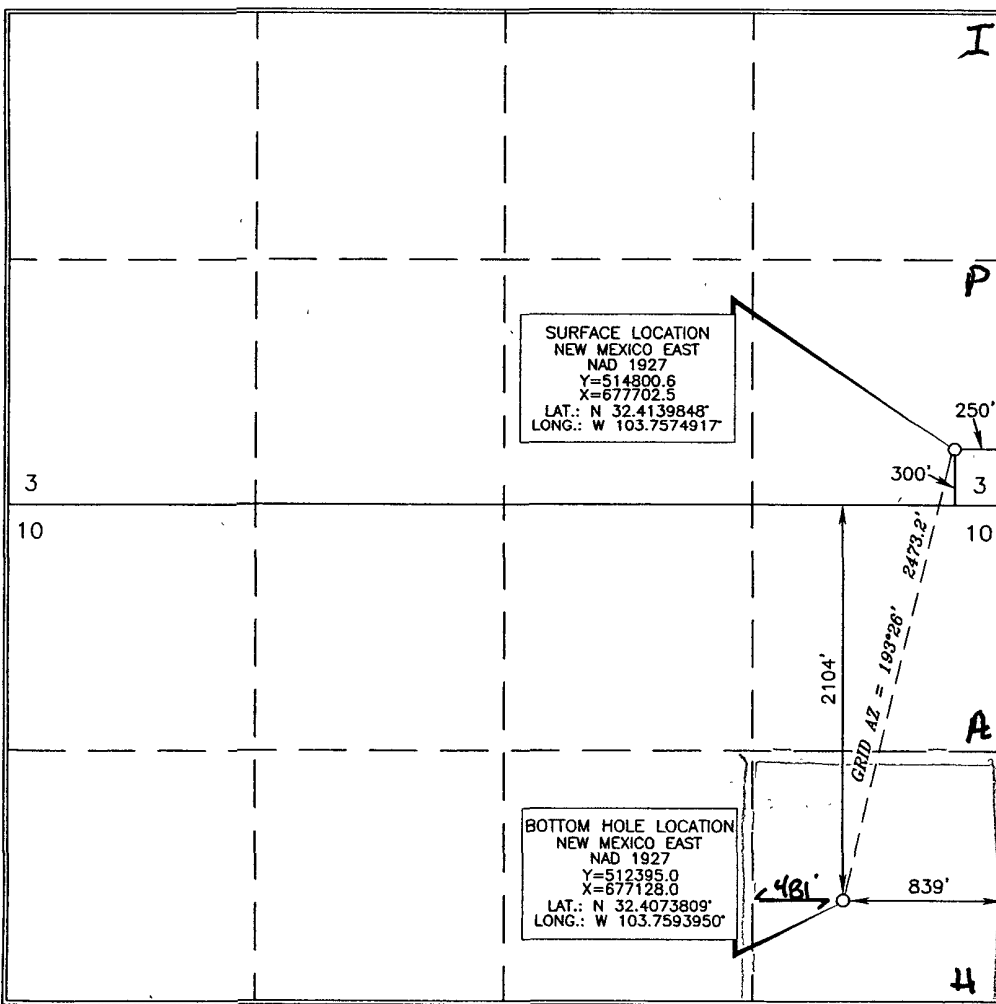 I
P
SURFACE LOCATION
NEW MEXICO EAST
NAD 1927
Y=514800.6
X=677702.5
LAT.: N 32.4139848°
LONG.: W 103.7574917°
250'
300'
3
3
10
10
GRID AZ = 193°26' 2473.2'
2104'
A
BOTTOM HOLE LOCATION
NEW MEXICO EAST
NAD 1927
Y=512395.0
X=677128.0
LAT.: N 32.4073809°
LONG.: W 103.7593950°
481'
839'
H